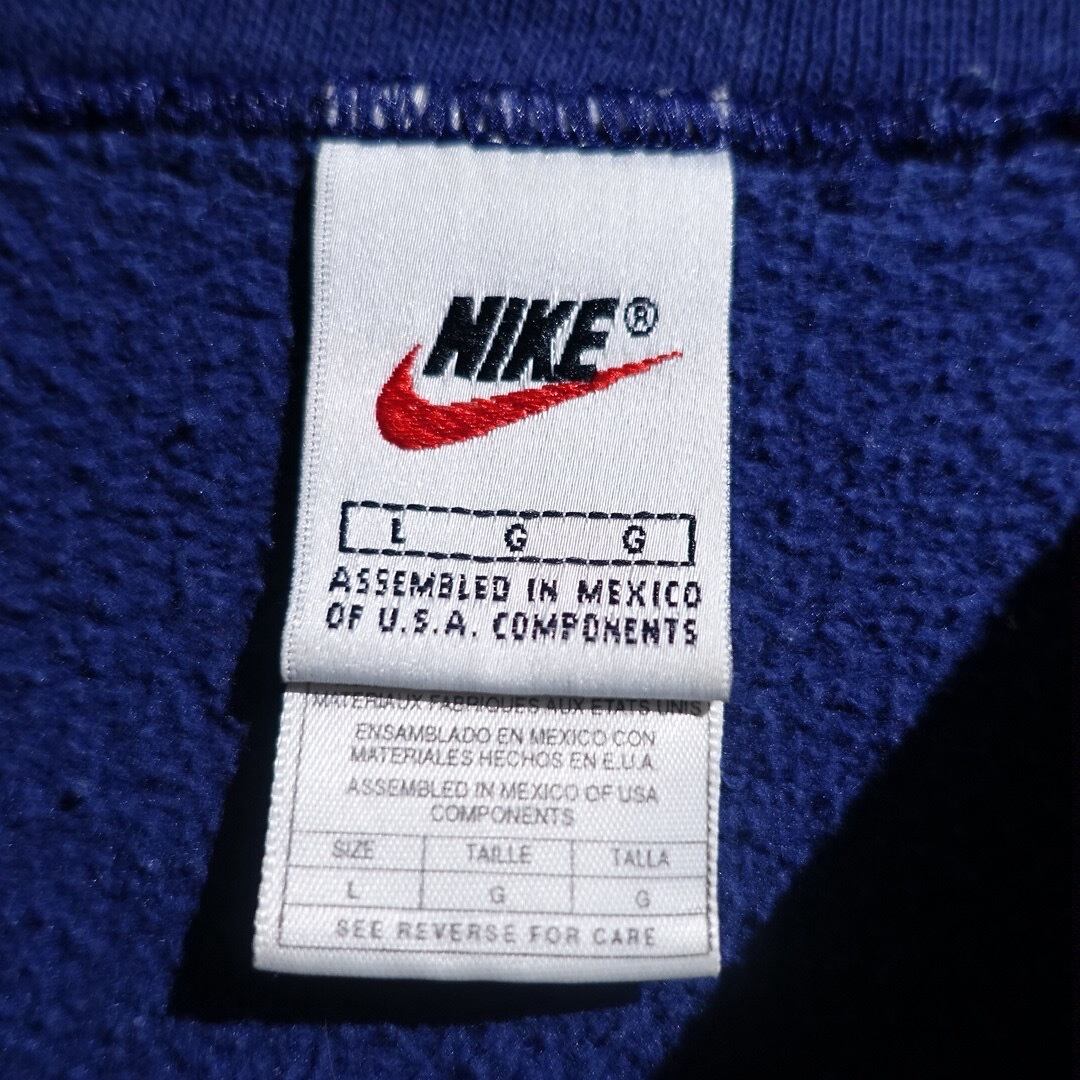 NIKE®
L G G
ASSEMBLED IN MEXICO
OF U.S.A. COMPONENTS
MATERIAUX FABRIQUES AUX ETATS UNIS
ENSAMBLADO EN MEXICO CON
MATERIALES HECHOS EN E.U.A
ASSEMBLED IN MEXICO OF USA
COMPONENTS
SIZE TAILLE TALLA
L G G
SEE REVERSE FOR CARE